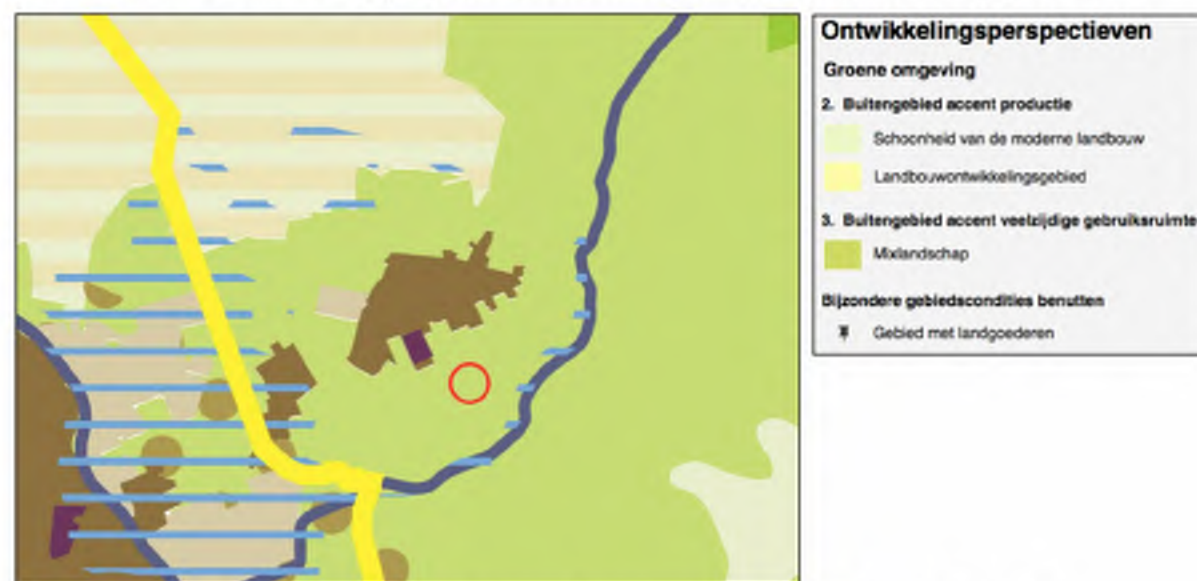 Ontwikkelingsperspectieven
Groene omgeving
2. Buitengebied accent productie
Schoonheid van de moderne landbouw
Landbouwontwikkelingsgebied
3. Buitengebied accent veelzijdige gebruiksruimte
Mixlandschap
Bijzondere gebiedscondities benutten
Gebied met landgoederen